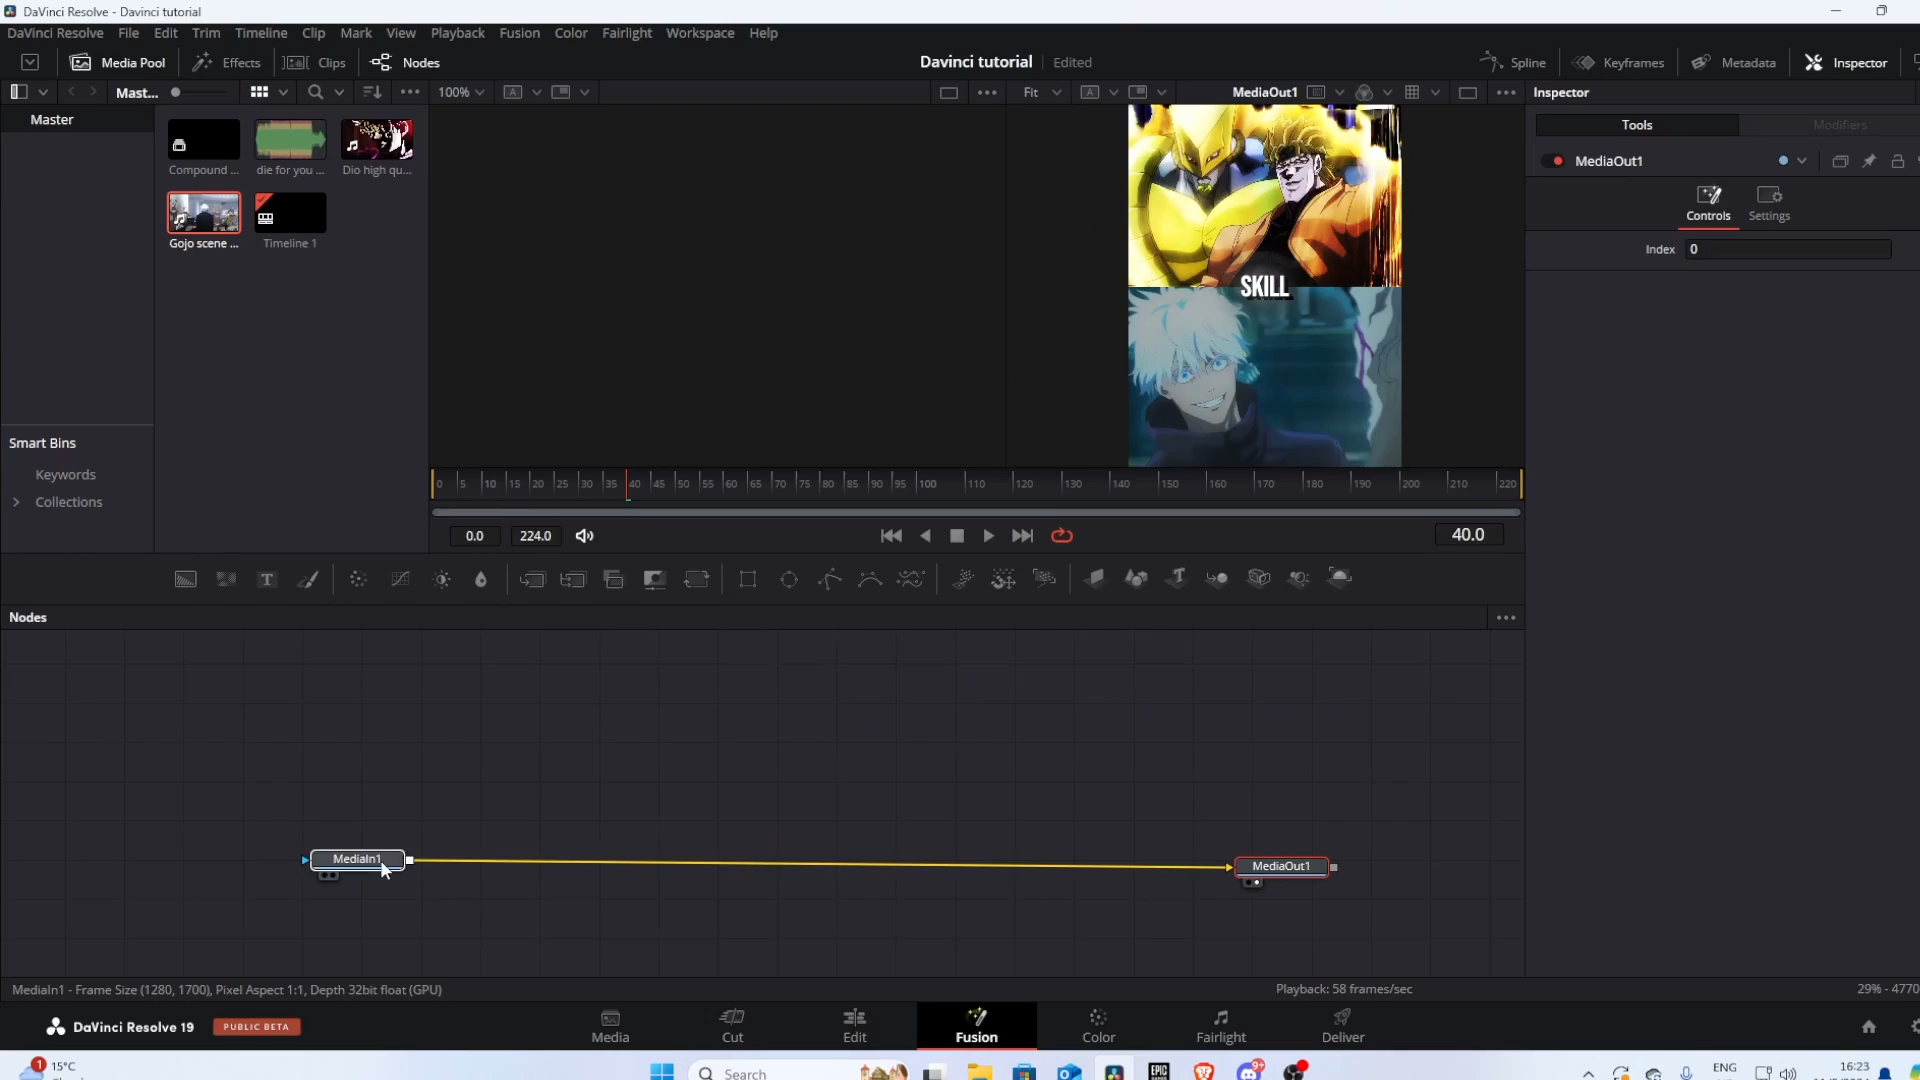 DaVinci Resolve - Davinci tutorial
DaVinci Resolve File Edit Trim Timeline Clip Mark View Playback Fusion Color Fairlight Workspace Help
Media Pool Effects Clips Nodes Davinci tutorial Edited Spline Keyframes Metadata Inspector
Mast... 100% Fit MediaOut1 Inspector
Master
Tools Modifiers
Compound ... die for you ... Dio high qu...
MediaOut1
Controls Settings
Gojo scene ... Timeline 1
Index 0
SKILL
Smart Bins
Keywords
Collections
0 5 10 15 20 25 30 35 40 45 50 55 60 65 70 75 80 85 90 95 100 110 120 130 140 150 160 170 180 190 200 210 220
0.0 224.0 40.0
Nodes
MediaIn1
MediaOut1
MediaIn1 - Frame Size (1280, 1700), Pixel Aspect 1:1, Depth 32bit float (GPU) Playback: 58 frames/sec 29% - 4770
DaVinci Resolve 19 PUBLIC BETA Media Cut Edit Fusion Color Fairlight Deliver
1 15°C
Search
EPIC
9+
ENG
16:23